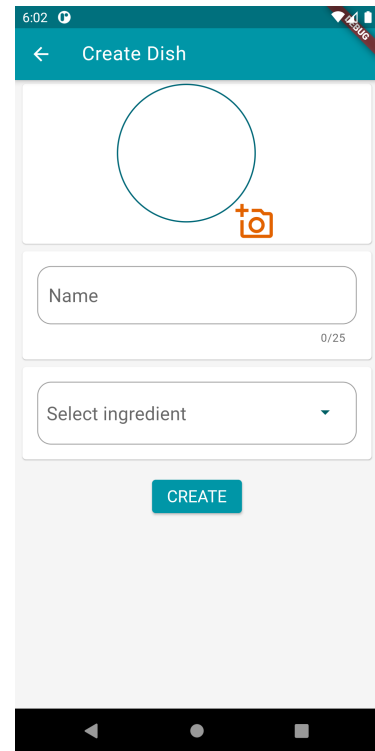 6:02
DEBUG
Create Dish
Name
0/25
Select ingredient
CREATE